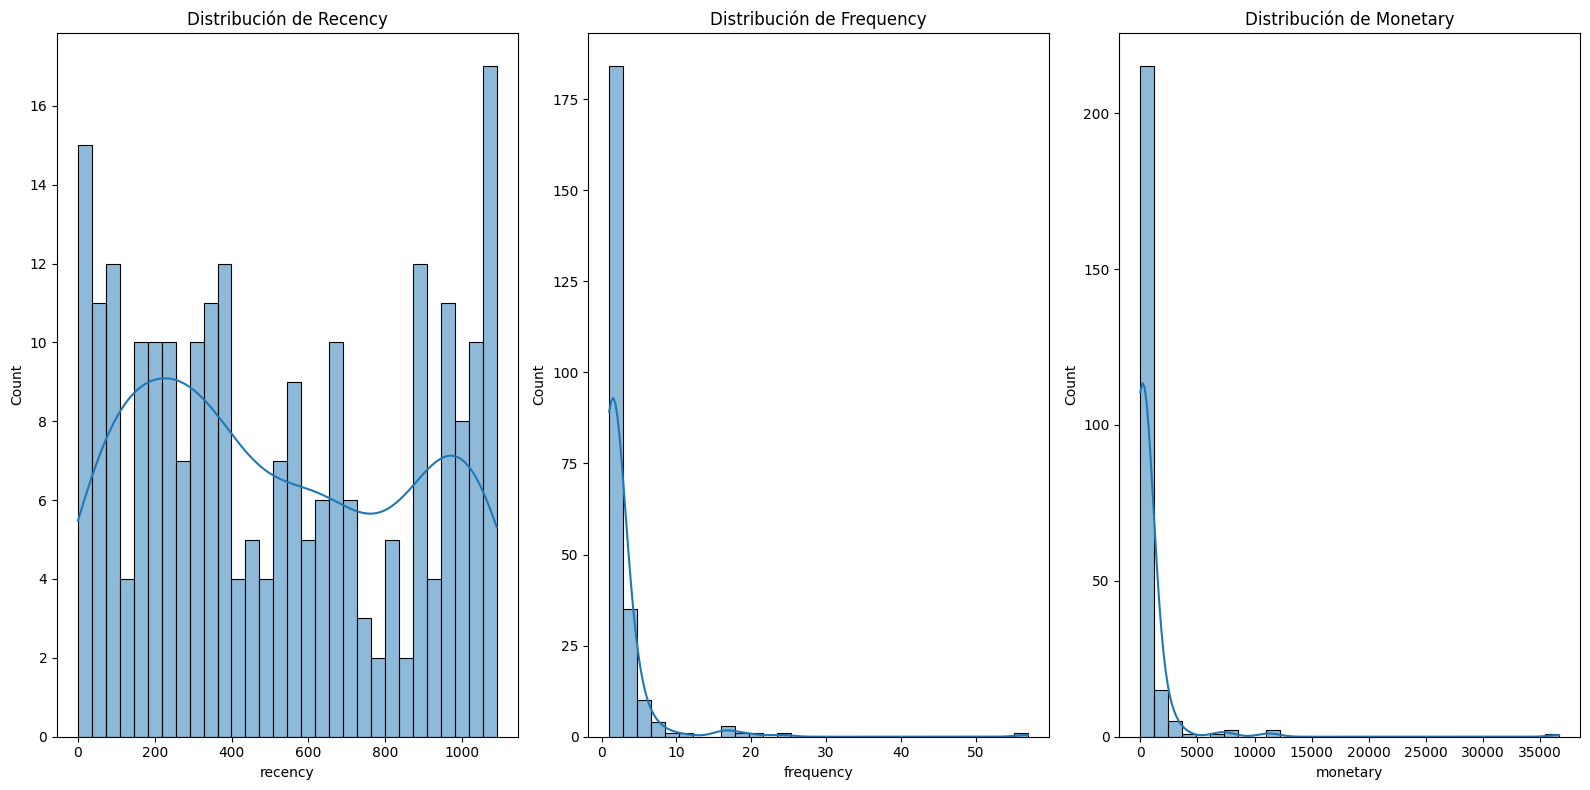 Distribución de Recency
16
14
12
10
8
6
4
2
0
Count
0 200 400 600 800 1000
recency
Distribución de Frequency
175
150
125
100
75
50
25
0
Count
0 10 20 30 40 50
frequency
Distribución de Monetary
200
150
100
50
0
Count
0 5000 10000 15000 20000 25000 30000 35000
monetary